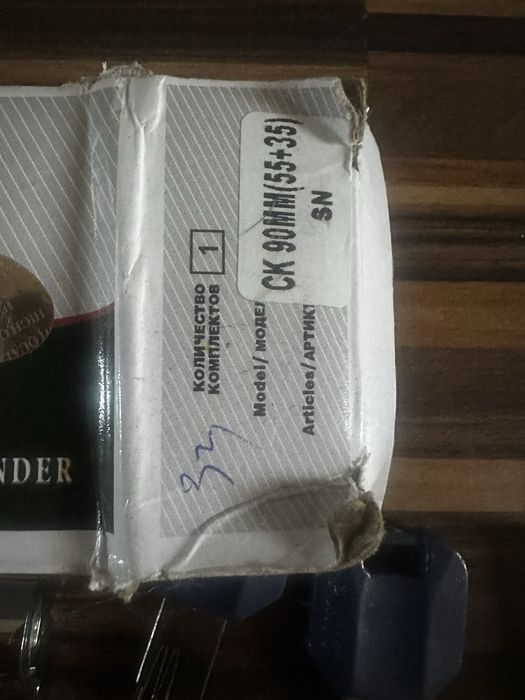 КОЛИЧЕСТВО
КОМПЛЕКТОВ 1
Model/ МОДЕЛ
Articles/АРТИК
CK 90MM(55+35)
SN
NDER